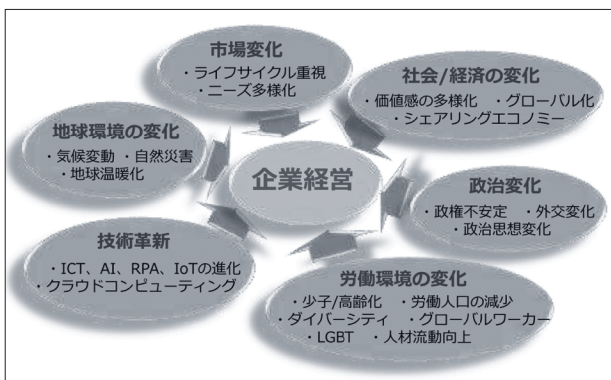 市場変化
・ライフサイクル重視
・ニーズ多様化
社会/経済の変化
・価値感の多様化 ・グローバル化
・シェアリングエコノミー
地球環境の変化
・気候変動 ・自然災害
・地球温暖化
企業経営
政治変化
・政権不安定 ・外交変化
・政治思想変化
技術革新
・ICT、AI、RPA、IoTの進化
・クラウドコンピューティング
労働環境の変化
・少子/高齢化 ・労働人口の減少
・ダイバーシティ ・グローバルワーカー
・LGBT ・人材流動向上